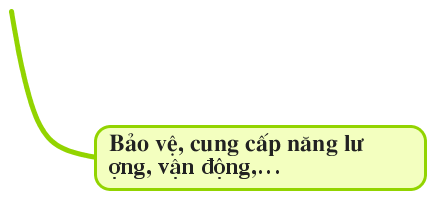 Bảo vệ, cung cấp năng lư
ợng, vận động,…